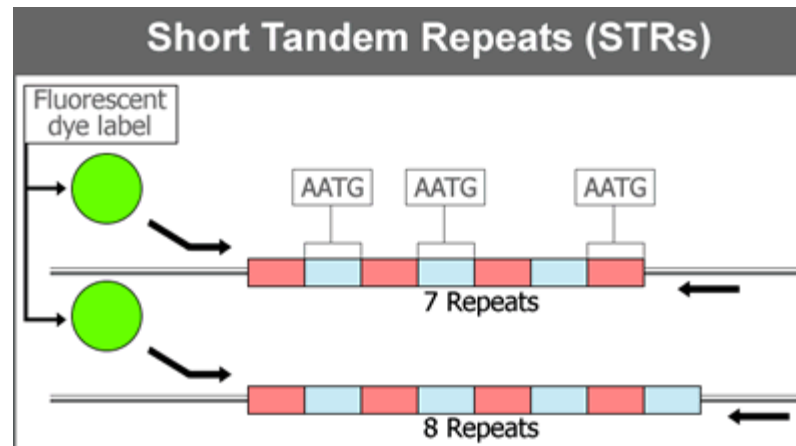 Short Tandem Repeats (STRs)
Fluorescent
dye label
AATG
AATG
AATG
7 Repeats
8 Repeats